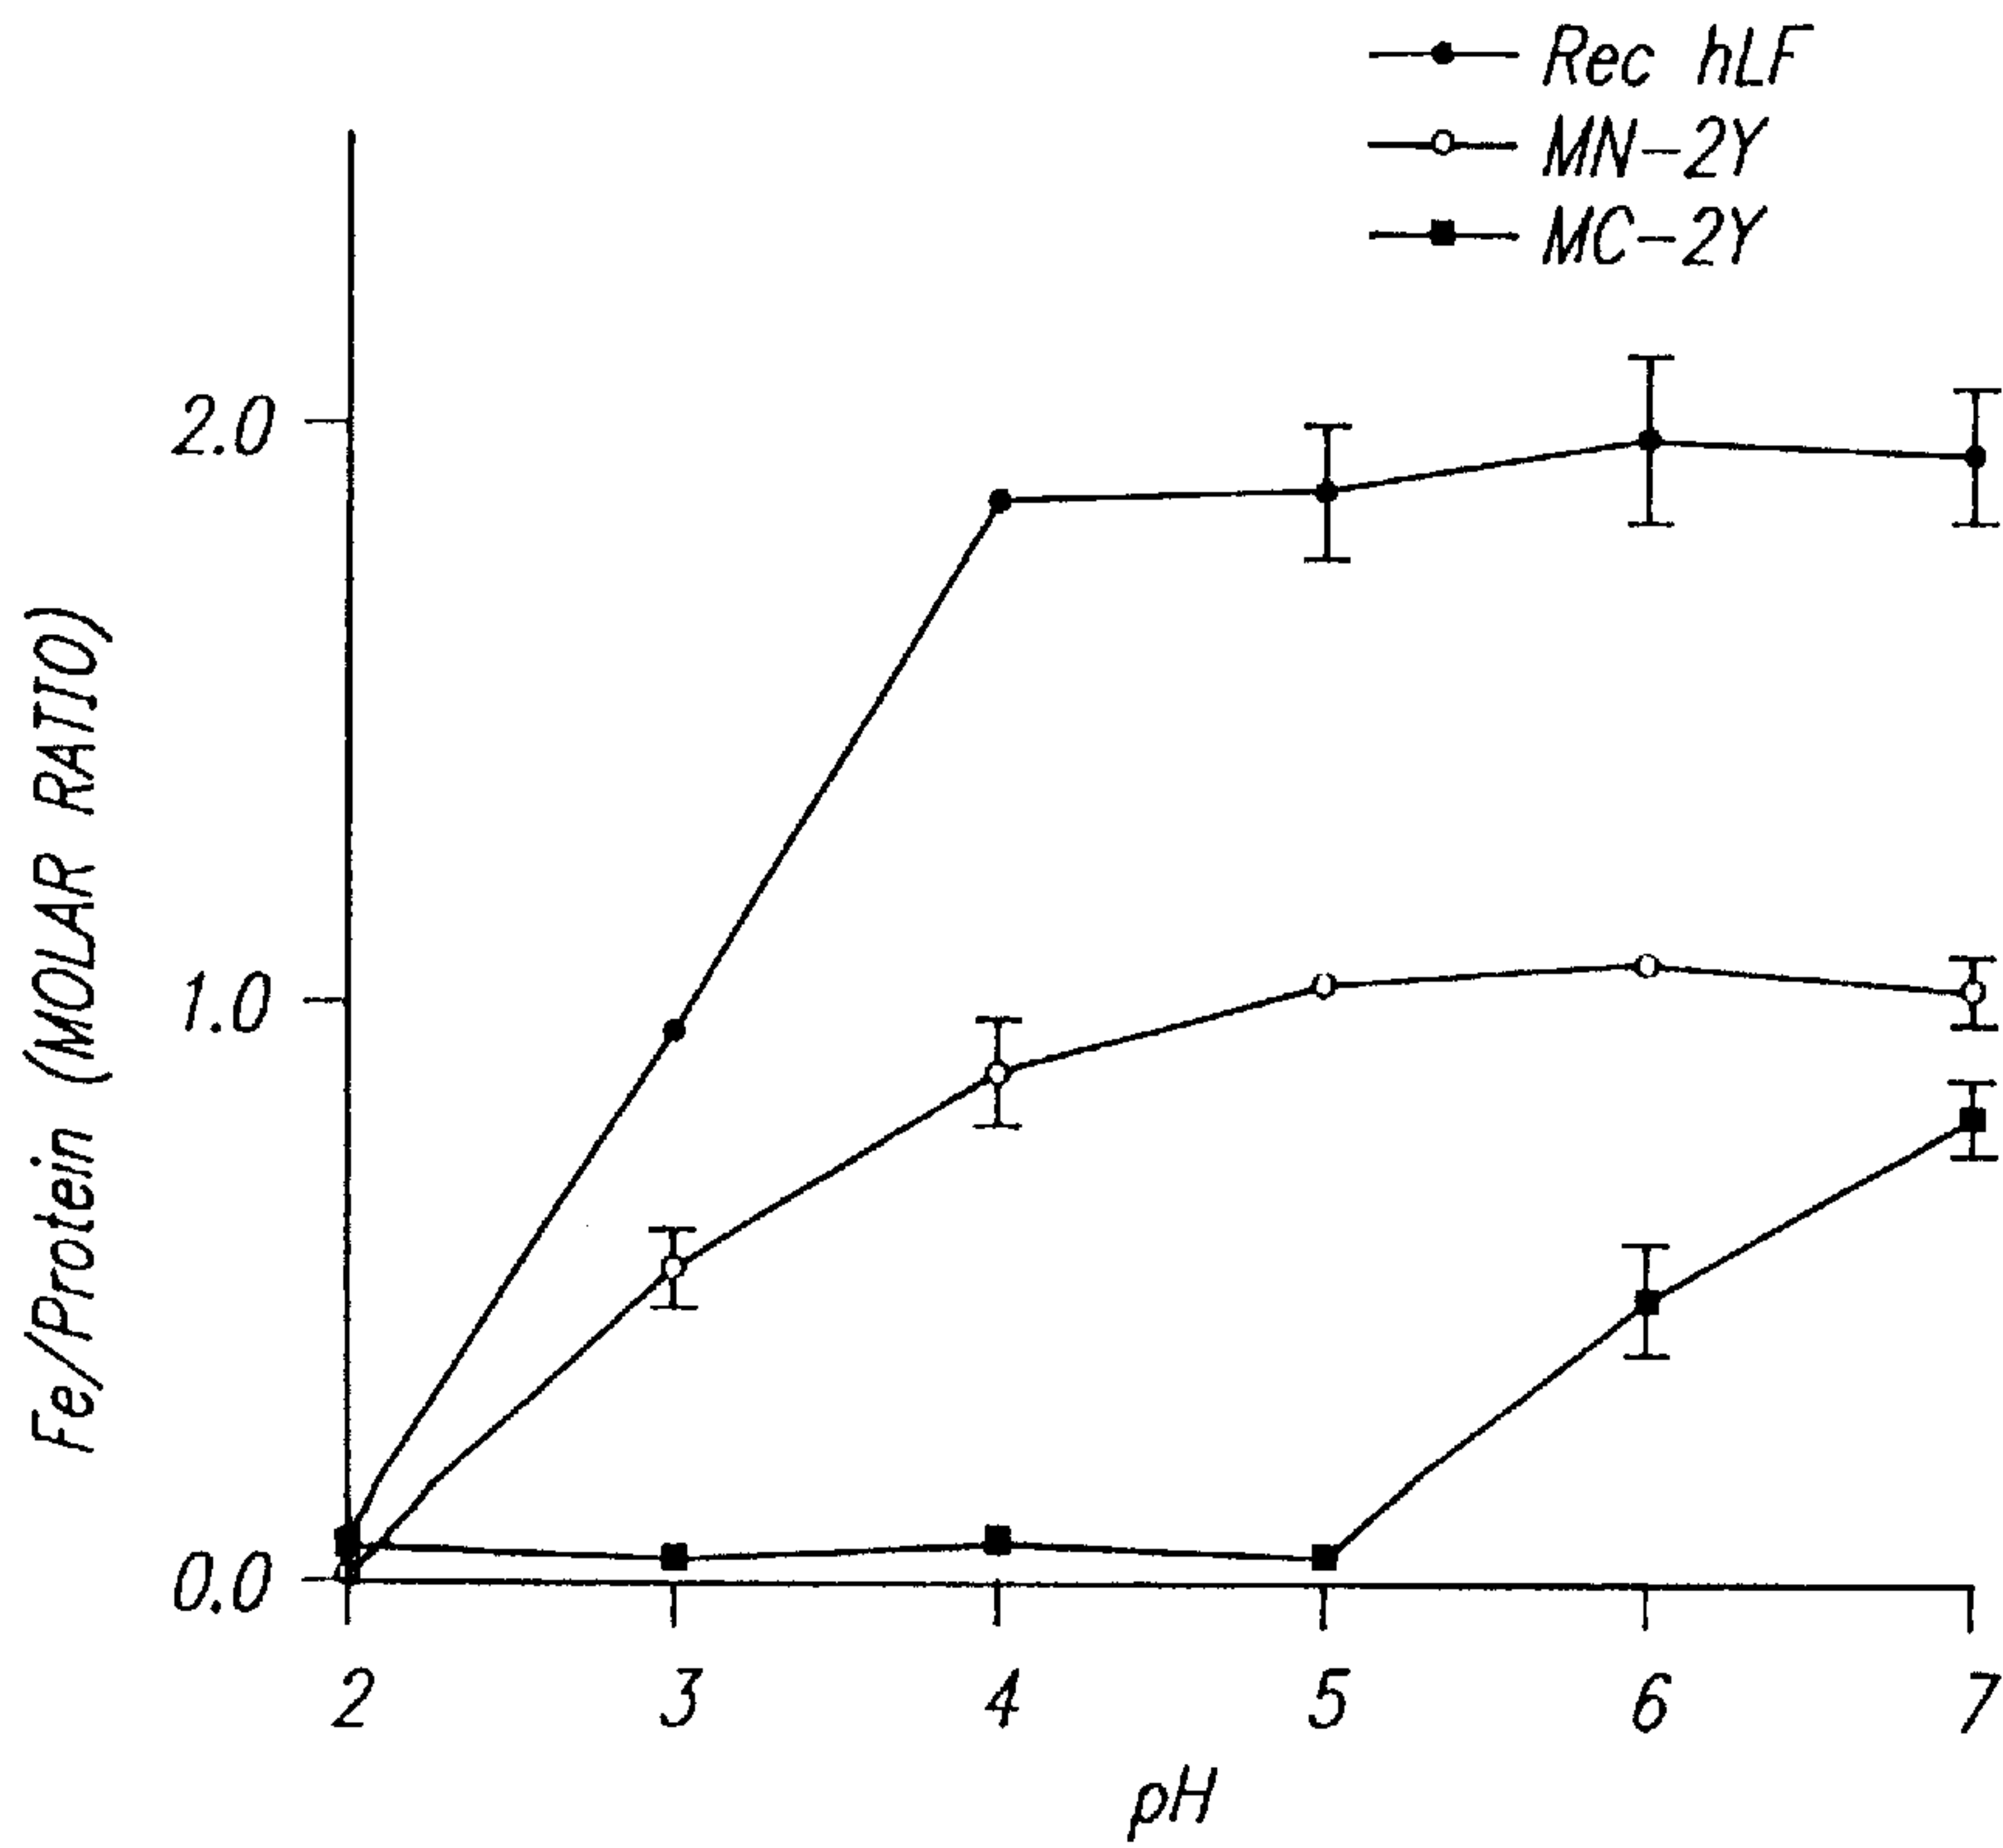 Rec hLF
MN-2Y
MC-2Y
Fe/Protein (MOLAR RATIO)
2.0
1.0
0.0
2 3 4 5 6 7
pH